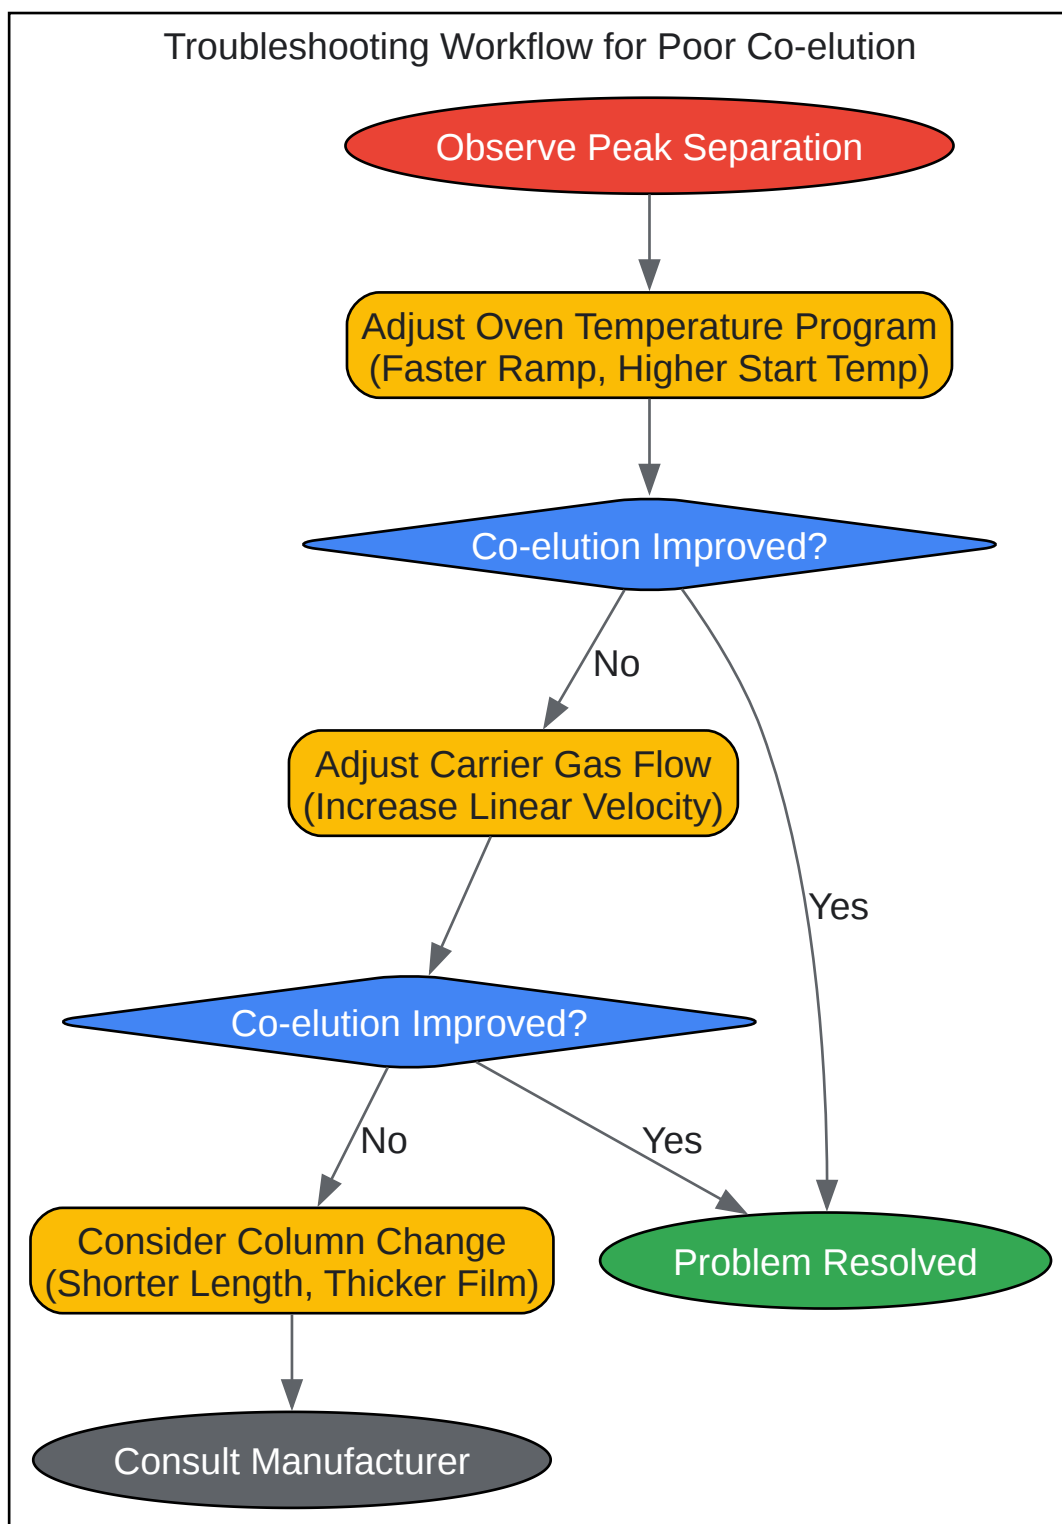 Troubleshooting Workflow for Poor Co-elution
Observe Peak Separation
Adjust Oven Temperature Program
(Faster Ramp, Higher Start Temp)
Co-elution Improved?
No
Adjust Carrier Gas Flow
(Increase Linear Velocity)
Yes
Co-elution Improved?
No
Yes
Consider Column Change
(Shorter Length, Thicker Film)
Problem Resolved
Consult Manufacturer